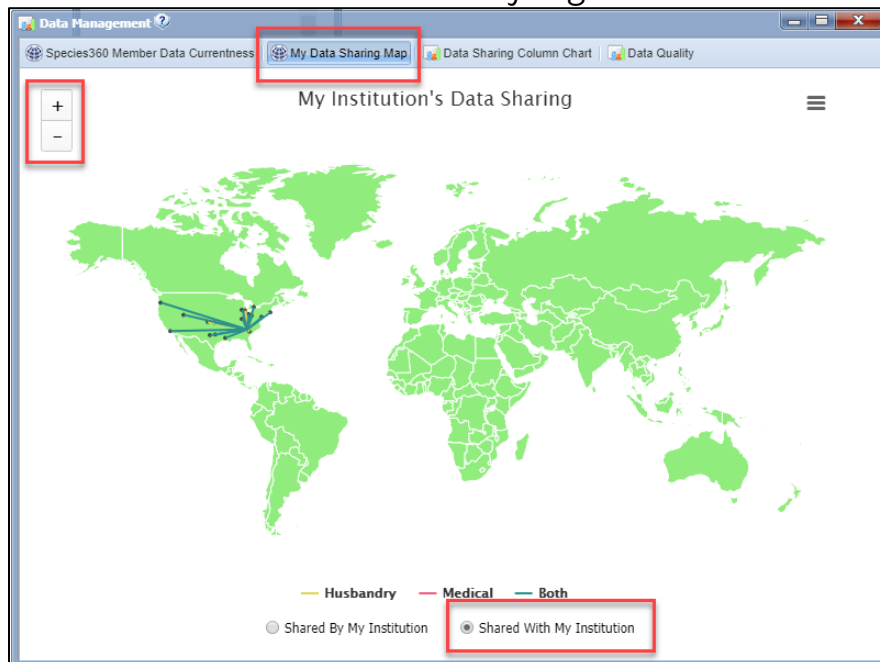 Data Management
Species360 Member Data Currentness My Data Sharing Map Data Sharing Column Chart Data Quality
+
My Institution's Data Sharing
-
Husbandry Medical Both
Shared By My Institution Shared With My Institution